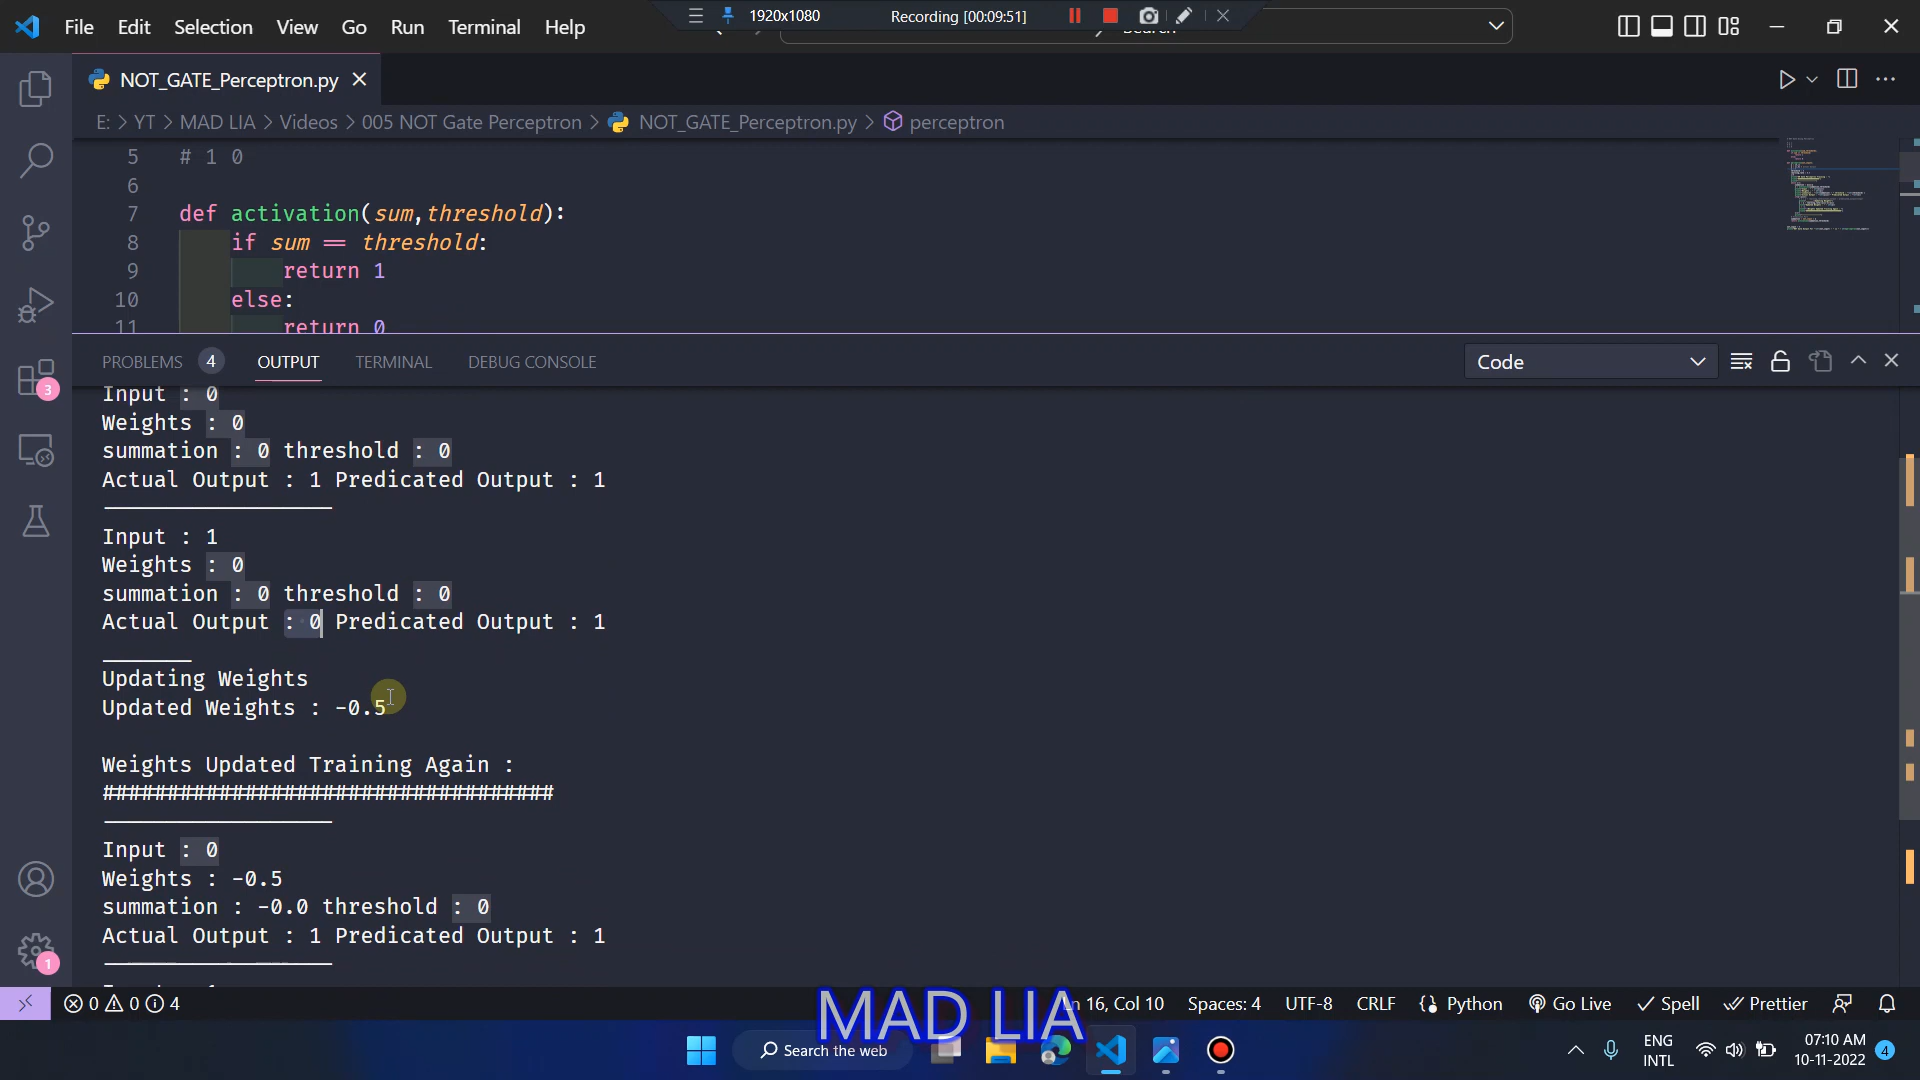 File Edit Selection View Go Run Terminal Help
1920x1080 Recording [00:09:51]
NOT_GATE_Perceptron.py
E: > YT > MAD LIA > Videos > 005 NOT Gate Perceptron > NOT_GATE_Perceptron.py > perceptron
5 # 1 0
6
7 def activation(sum,threshold):
8 if sum == threshold:
9 return 1
10 else:
11 return 0
PROBLEMS 4 OUTPUT TERMINAL DEBUG CONSOLE Code
Input : 0
Weights : 0
summation : 0 threshold : 0
Actual Output : 1 Predicated Output : 1
Input : 1
Weights : 0
summation : 0 threshold : 0
Actual Output : 0 Predicated Output : 1
Updating Weights
Updated Weights : -0.5
Weights Updated Training Again :
###################################
Input : 0
Weights : -0.5
summation : -0.0 threshold : 0
Actual Output : 1 Predicated Output : 1
3
1
0 0 4 Ln 16, Col 10 Spaces: 4 UTF-8 CRLF Python Go Live Spell Prettier
MAD LIA
Search the web
ENG
INTL
07:10 AM
10-11-2022
4